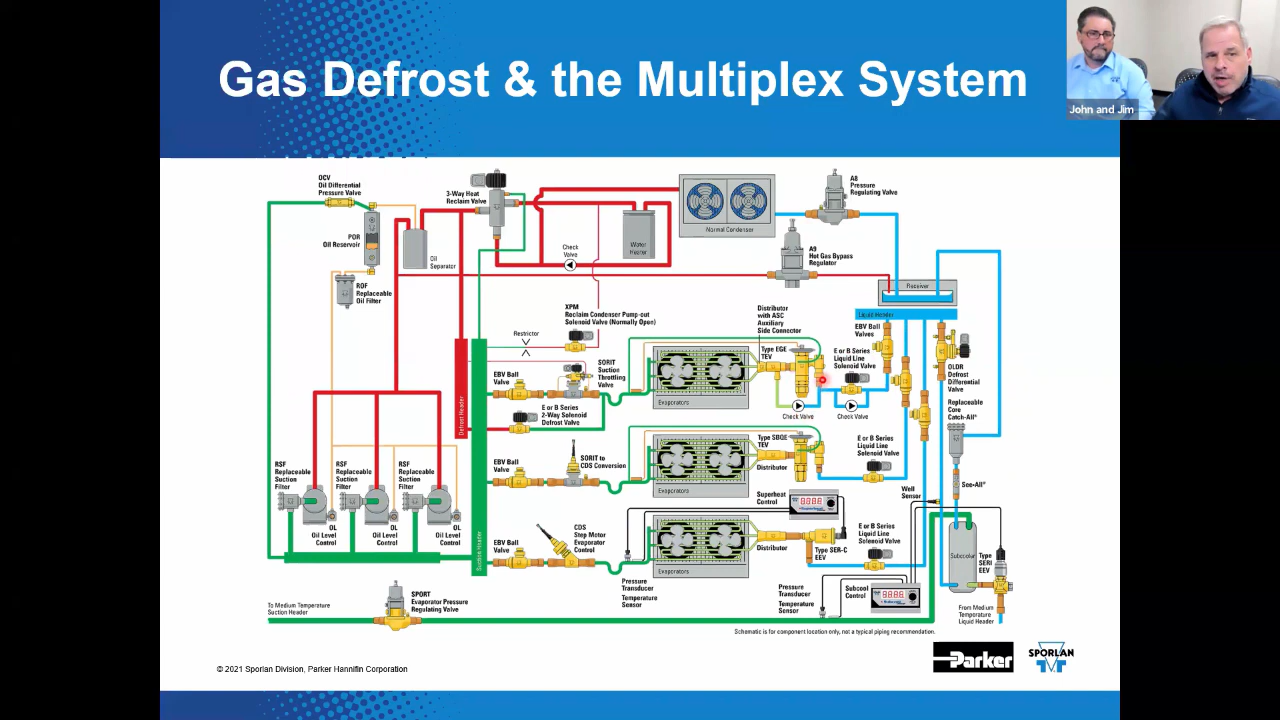 Gas Defrost & the Multiplex System
John and Jim
OCV
Oil Differential
Pressure Valve
3-Way Heat
Reclaim Valve
A8
Pressure
Regulating Valve
POR
Oil Reservoir
Oil
Separator
Check
Valve
Water
Heater
Normal Condenser
A9
Hot Gas Bypass
Regulator
ROF
Replaceable
Oil Filter
Receiver
Liquid Header
XPM
Reclaim Condenser Pump-out
Solenoid Valve (Normally Open)
Distributor
with ASC
Auxiliary
Side Connector
EBV Ball
Valves
Restrictor
Type EGE
TEV
E or B Series
Liquid Line
Solenoid Valve
OLDR
Defrost
Differential
Valve
EBV Ball
Valve
SORIT
Suction
Throttling
Valve
Evaporators
Check Valve
Check Valve
Replaceable
Core
Catch-All®
Defrost Header
E or B Series
2-Way Solenoid
Defrost Valve
RSF
Replaceable
Suction
Filter
RSF
Replaceable
Suction
Filter
RSF
Replaceable
Suction
Filter
EBV Ball
Valve
SORIT to
CDS Conversion
Type SBQE
TEV
Distributor
E or B Series
Liquid Line
Solenoid Valve
Evaporators
See-All®
Well
Sensor
Superheat
Control
OL
Oil Level
Control
OL
Oil Level
Control
OL
Oil Level
Control
Suction Header
EBV Ball
Valve
CDS
Step Motor
Evaporator
Control
Evaporators
Distributor
Type SER-C
EEV
E or B Series
Liquid Line
Solenoid Valve
Subcooler
Type
SERI
EEV
Pressure
Transducer
Temperature
Sensor
Pressure
Transducer
Temperature
Sensor
Subcool
Control
To Medium Temperature
Suction Header
SPORT
Evaporator Pressure
Regulating Valve
From Medium
Temperature
Liquid Header
Schematic is for component location only, not a typical piping recommendation.
© 2021 Sporlan Division, Parker Hannifin Corporation
Parker
SPORLAN